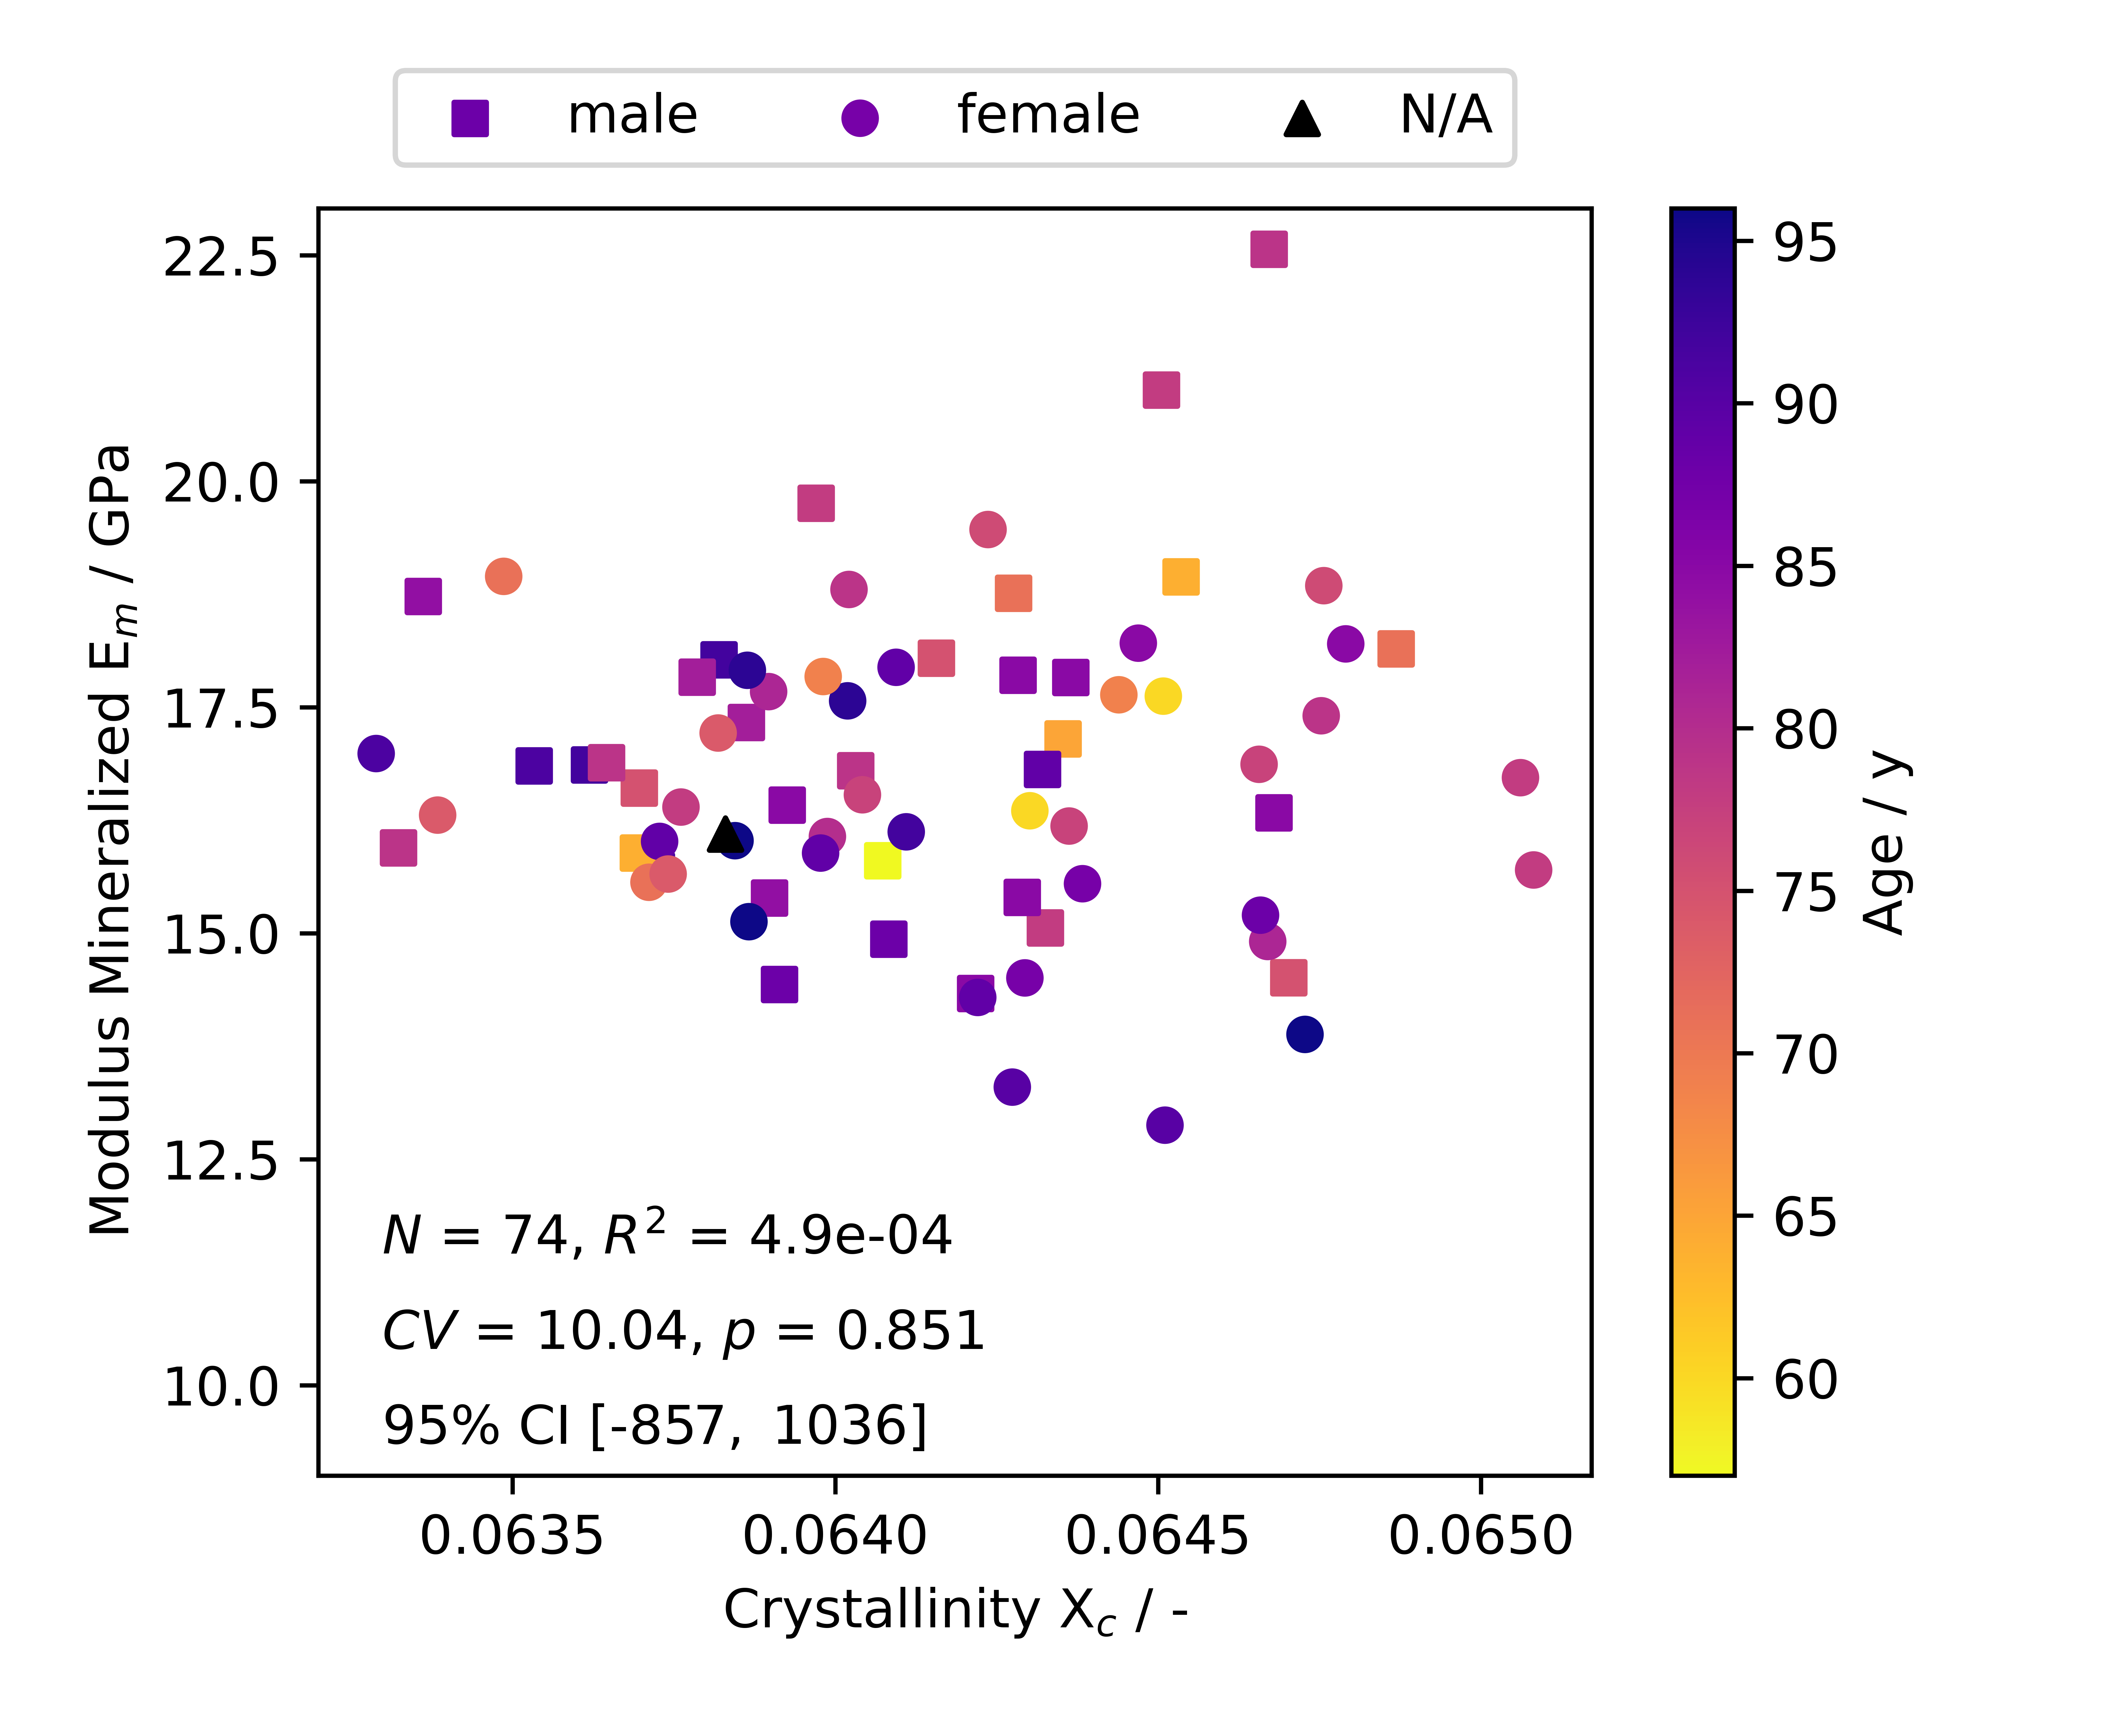 male female N/A
22.5
20.0
17.5
15.0
12.5
10.0
Modulus Mineralized Eₘ / GPa
N = 74, R² = 4.9e-04
CV = 10.04, p = 0.851
95% CI [-857, 1036]
0.0635 0.0640 0.0645 0.0650
Crystallinity X_c / -
95
90
85
80
75
70
65
60
Age / y